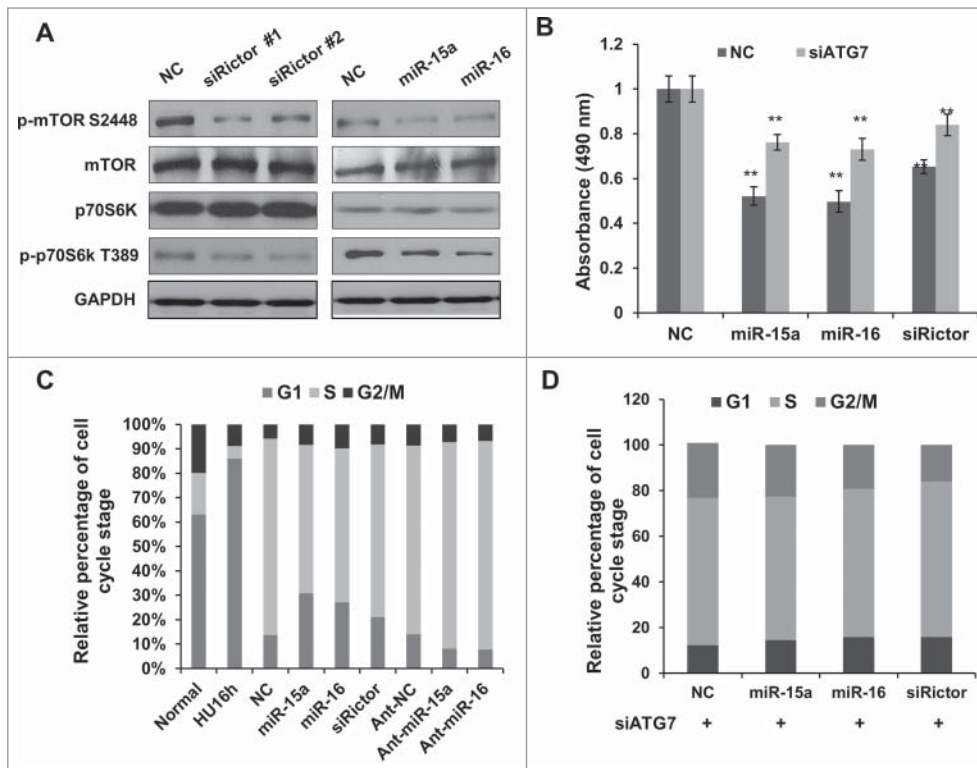 A
NC
siRictor #1
siRictor #2
NC
miR-15a
miR-16
p-mTOR S2448
mTOR
p70S6K
p-p70S6k T389
GAPDH
B
NC
siATG7
Absorbance (490 nm)
1.2
1
0.8
0.6
0.4
0.2
0
**
**
**
**
**
**
NC
miR-15a
miR-16
siRictor
C
G1
S
G2/M
Relative percentage of cell
cycle stage
100%
90%
80%
70%
60%
50%
40%
30%
20%
10%
0%
Normal
HU16h
NC
miR-15a
miR-16
siRictor
Ant-NC
Ant-miR-15a
Ant-miR-16
D
G1
S
G2/M
Relative percentage of cell
cycle stage
120
100
80
60
40
20
0
NC
miR-15a
miR-16
siRictor
siATG7
+
+
+
+